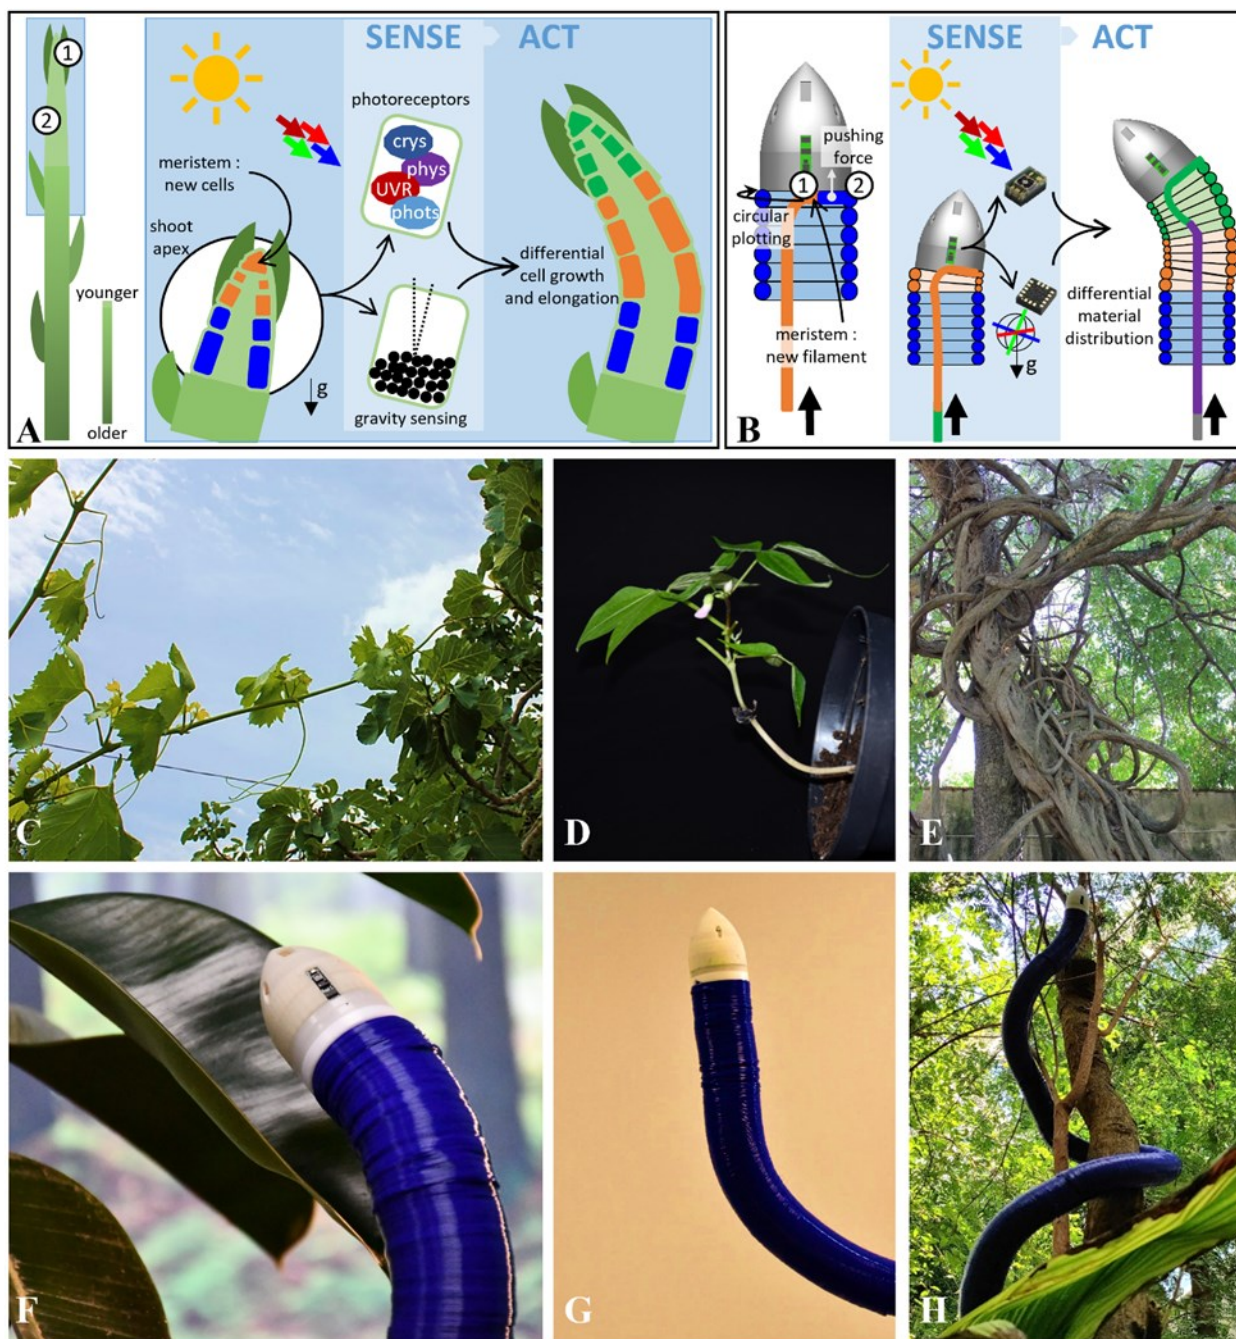 SENSE ACT
1
2
photoreceptors
crys
phys
UVR
phots
meristem :
new cells
shoot
apex
younger
older
g
gravity sensing
differential
cell growth
and elongation
A
SENSE ACT
pushing
force
1
2
circular
plotting
meristem :
new filament
g
differential
material
distribution
B
C
D
E
F
G
H